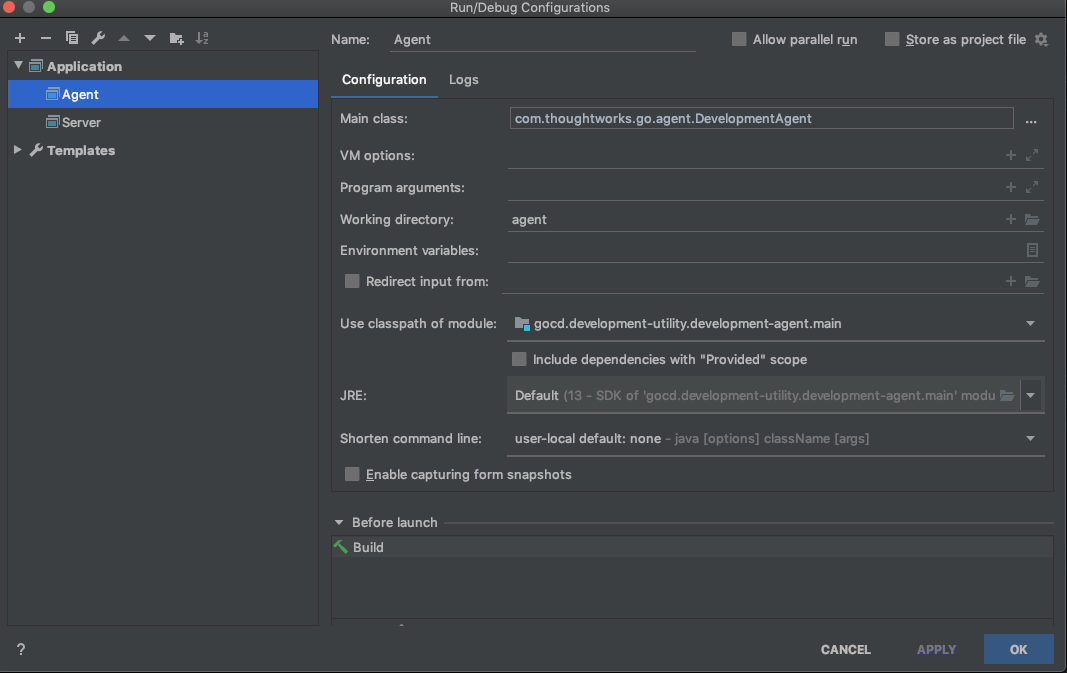 Run/Debug Configurations
Name: Agent Allow parallel run Store as project file
Application
Agent
Server
Templates
Configuration Logs
Main class: com.thoughtworks.go.agent.DevelopmentAgent ...
VM options:
Program arguments:
Working directory: agent
Environment variables:
Redirect input from:
Use classpath of module: gocd.development-utility.development-agent.main
Include dependencies with "Provided" scope
JRE: Default (13 - SDK of 'gocd.development-utility.development-agent.main' modu
Shorten command line: user-local default: none - java [options] className [args]
Enable capturing form snapshots
Before launch
Build
? CANCEL APPLY OK